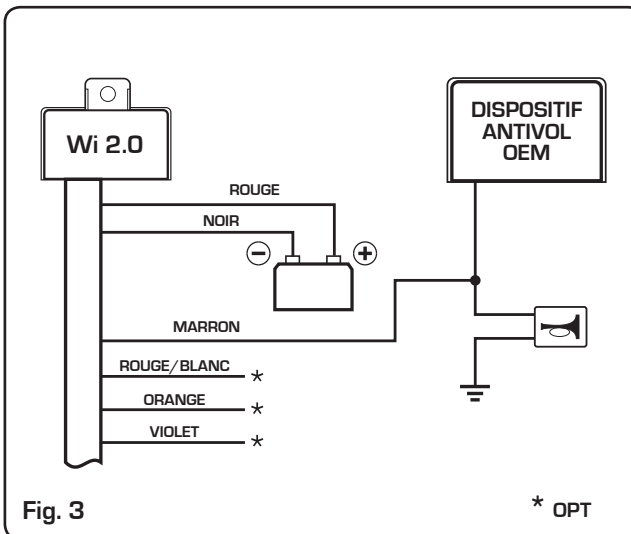 Wi 2.0
DISPOSITIF
ANTIVOL
OEM
ROUGE
NOIR
MARRON
ROUGE/BLANC *
ORANGE *
VIOLET *
Fig. 3
* OPT